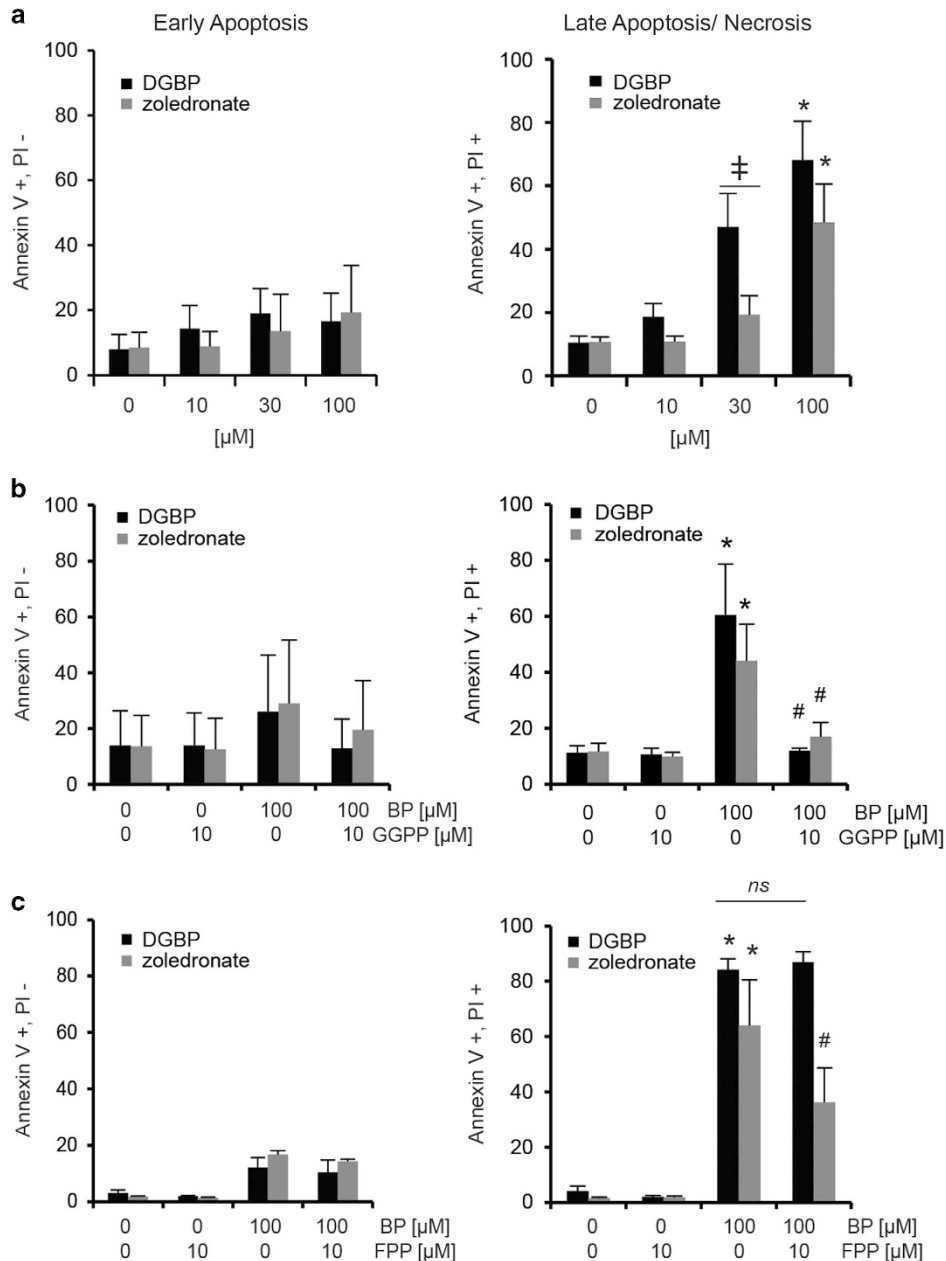 a
Early Apoptosis
Late Apoptosis/ Necrosis
Annexin V +, PI -
100
80
60
40
20
0
DGBP
zoledronate
0 10 30 100
[µM]
Annexin V +, PI +
100
80
60
40
20
0
DGBP
zoledronate
‡
*
*
0 10 30 100
[µM]
b
Annexin V +, PI -
100
80
60
40
20
0
DGBP
zoledronate
0 0 100 100 BP [µM]
0 10 0 10 GGPP [µM]
Annexin V +, PI +
100
80
60
40
20
0
DGBP
zoledronate
*
*
#
#
0 0 100 100 BP [µM]
0 10 0 10 GGPP [µM]
c
Annexin V +, PI -
100
80
60
40
20
0
DGBP
zoledronate
0 0 100 100 BP [µM]
0 10 0 10 FPP [µM]
Annexin V +, PI +
100
80
60
40
20
0
DGBP
zoledronate
ns
*
*
#
0 0 100 100 BP [µM]
0 10 0 10 FPP [µM]